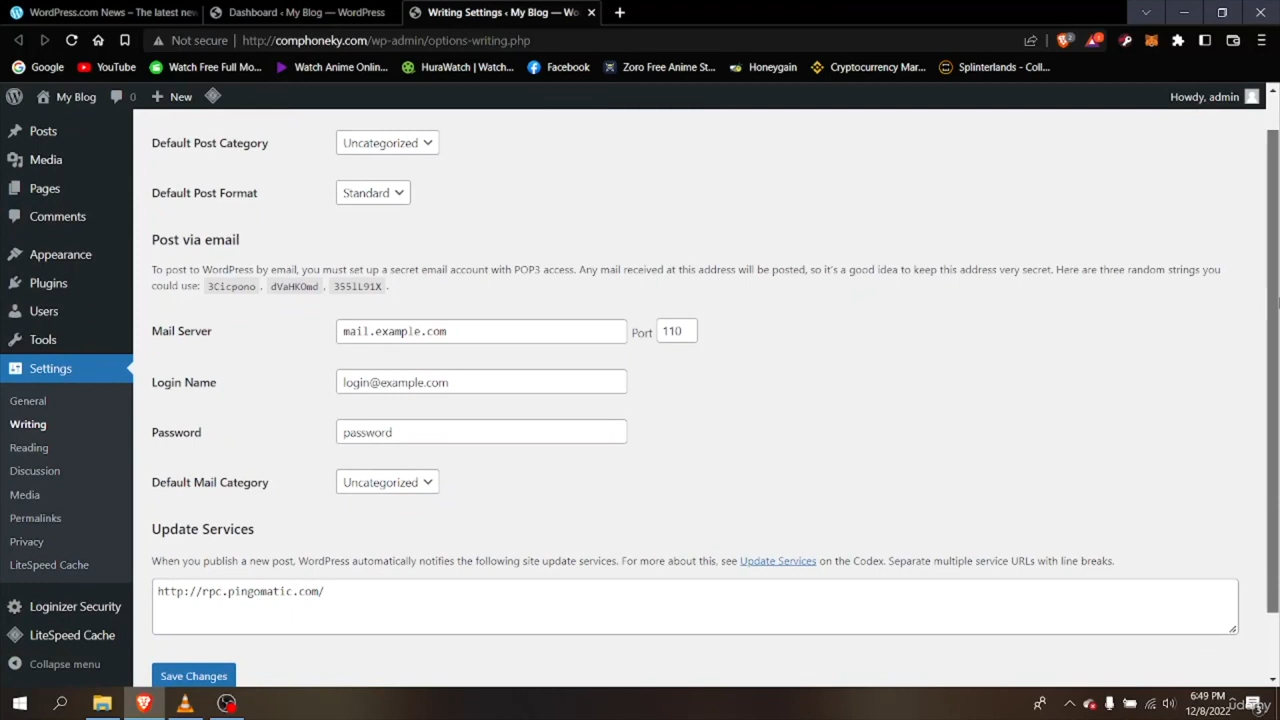 WordPress.com News – The latest new
Dashboard ‹ My Blog — WordPress
Writing Settings ‹ My Blog — Wo
Not secure
http://comphoneky.com/wp-admin/options-writing.php
2
1
Google
YouTube
Watch Free Full Mo...
Watch Anime Onlin...
HuraWatch | Watch...
Facebook
Zoro Free Anime St...
Honeygain
Cryptocurrency Mar...
Splinterlands - Coll...
My Blog
0
New
Howdy, admin
Posts
Media
Pages
Comments
Appearance
Plugins
Users
Tools
Settings
General
Writing
Reading
Discussion
Media
Permalinks
Privacy
LiteSpeed Cache
Loginizer Security
LiteSpeed Cache
Collapse menu
Default Post Category
Uncategorized
Default Post Format
Standard
Post via email
To post to WordPress by email, you must set up a secret email account with POP3 access. Any mail received at this address will be posted, so it's a good idea to keep this address very secret. Here are three random strings you
could use: 3Cicpono , dVaHKOmd , 355lL91X .
Mail Server
mail.example.com
Port
110
Login Name
login@example.com
Password
password
Default Mail Category
Uncategorized
Update Services
When you publish a new post, WordPress automatically notifies the following site update services. For more about this, see Update Services on the Codex. Separate multiple service URLs with line breaks.
http://rpc.pingomatic.com/
Save Changes
6:49 PM
12/8/2022
udemy